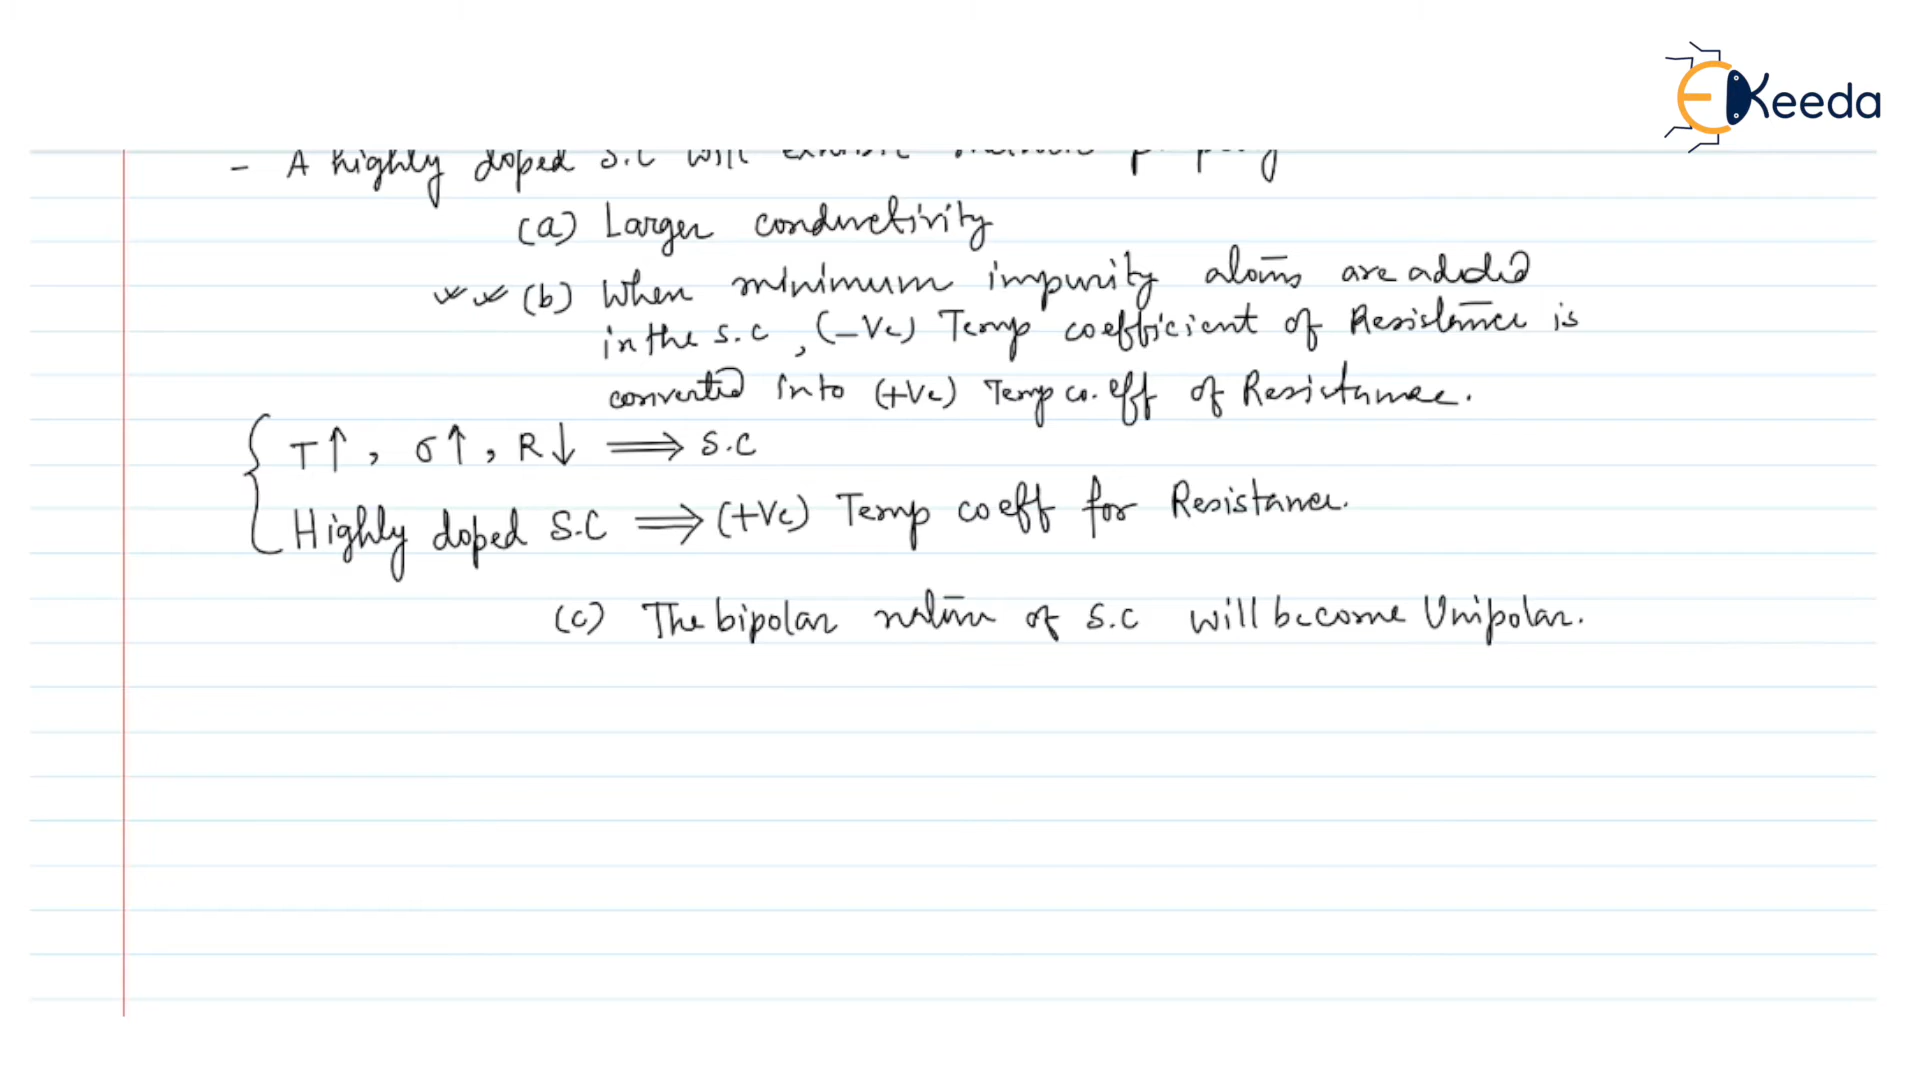 EKeeda
- A highly doped S.C will exhibit
(a) Larger conductivity
(b) When minimum impurity atoms are added
in the S.C, (-Ve) Temp coefficient of Resistance is
converted into (+Ve) Temp co.eff of Resistance.
T↑, σ↑, R↓ ⟹ S.C
Highly doped S.C ⟹ (+Ve) Temp coeff for Resistance.
(c) The bipolar nature of S.C will become Unipolar.